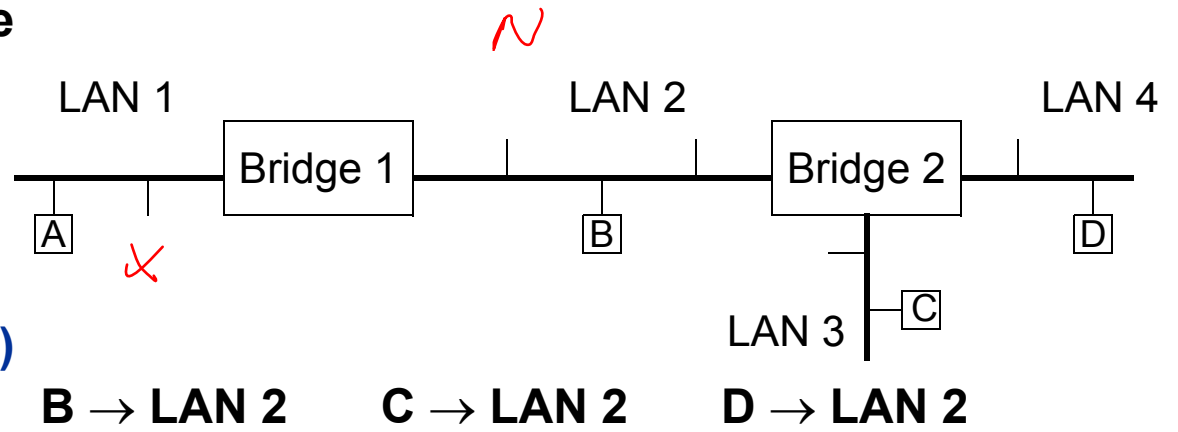 e
N
LAN 1 LAN 2 LAN 4
Bridge 1 Bridge 2
A B D
x
C
LAN 3
)
B → LAN 2 C → LAN 2 D → LAN 2